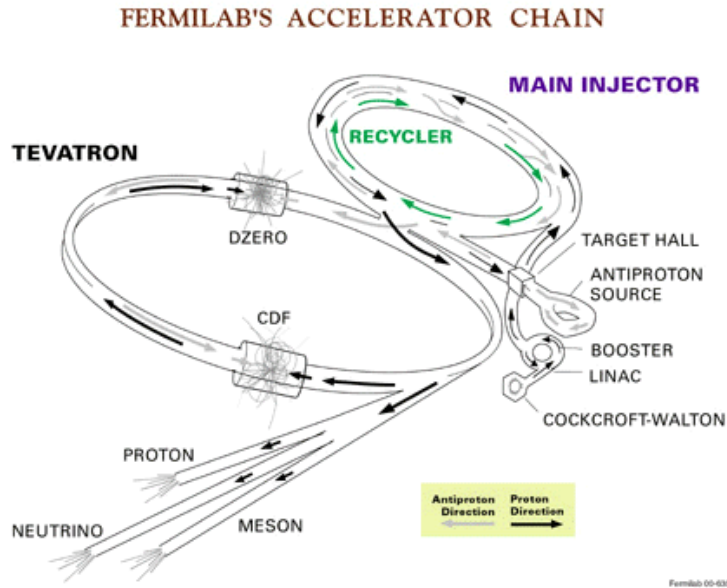 FERMILAB'S ACCELERATOR CHAIN
MAIN INJECTOR
RECYCLER
TEVATRON
DZERO
TARGET HALL
ANTIPROTON
SOURCE
CDF
BOOSTER
LINAC
COCKCROFT-WALTON
PROTON
NEUTRINO
MESON
Antiproton Proton
Direction Direction